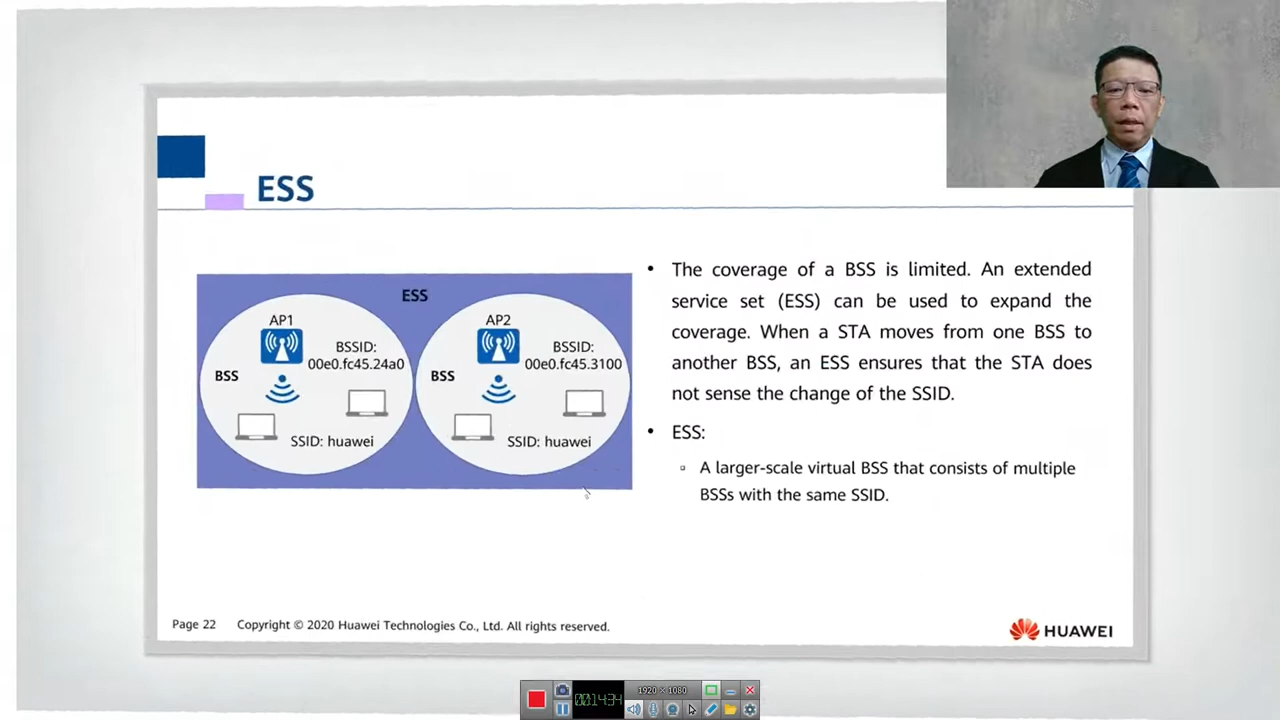 ESS
ESS
AP1
BSSID:
00e0.fc45.24a0
BSS
SSID: huawei
AP2
BSSID:
00e0.fc45.3100
BSS
SSID: huawei
• The coverage of a BSS is limited. An extended
service set (ESS) can be used to expand the
coverage. When a STA moves from one BSS to
another BSS, an ESS ensures that the STA does
not sense the change of the SSID.
• ESS:
▫ A larger-scale virtual BSS that consists of multiple
BSSs with the same SSID.
Page 22 Copyright © 2020 Huawei Technologies Co., Ltd. All rights reserved.
HUAWEI
00:14:34
1920 × 1080